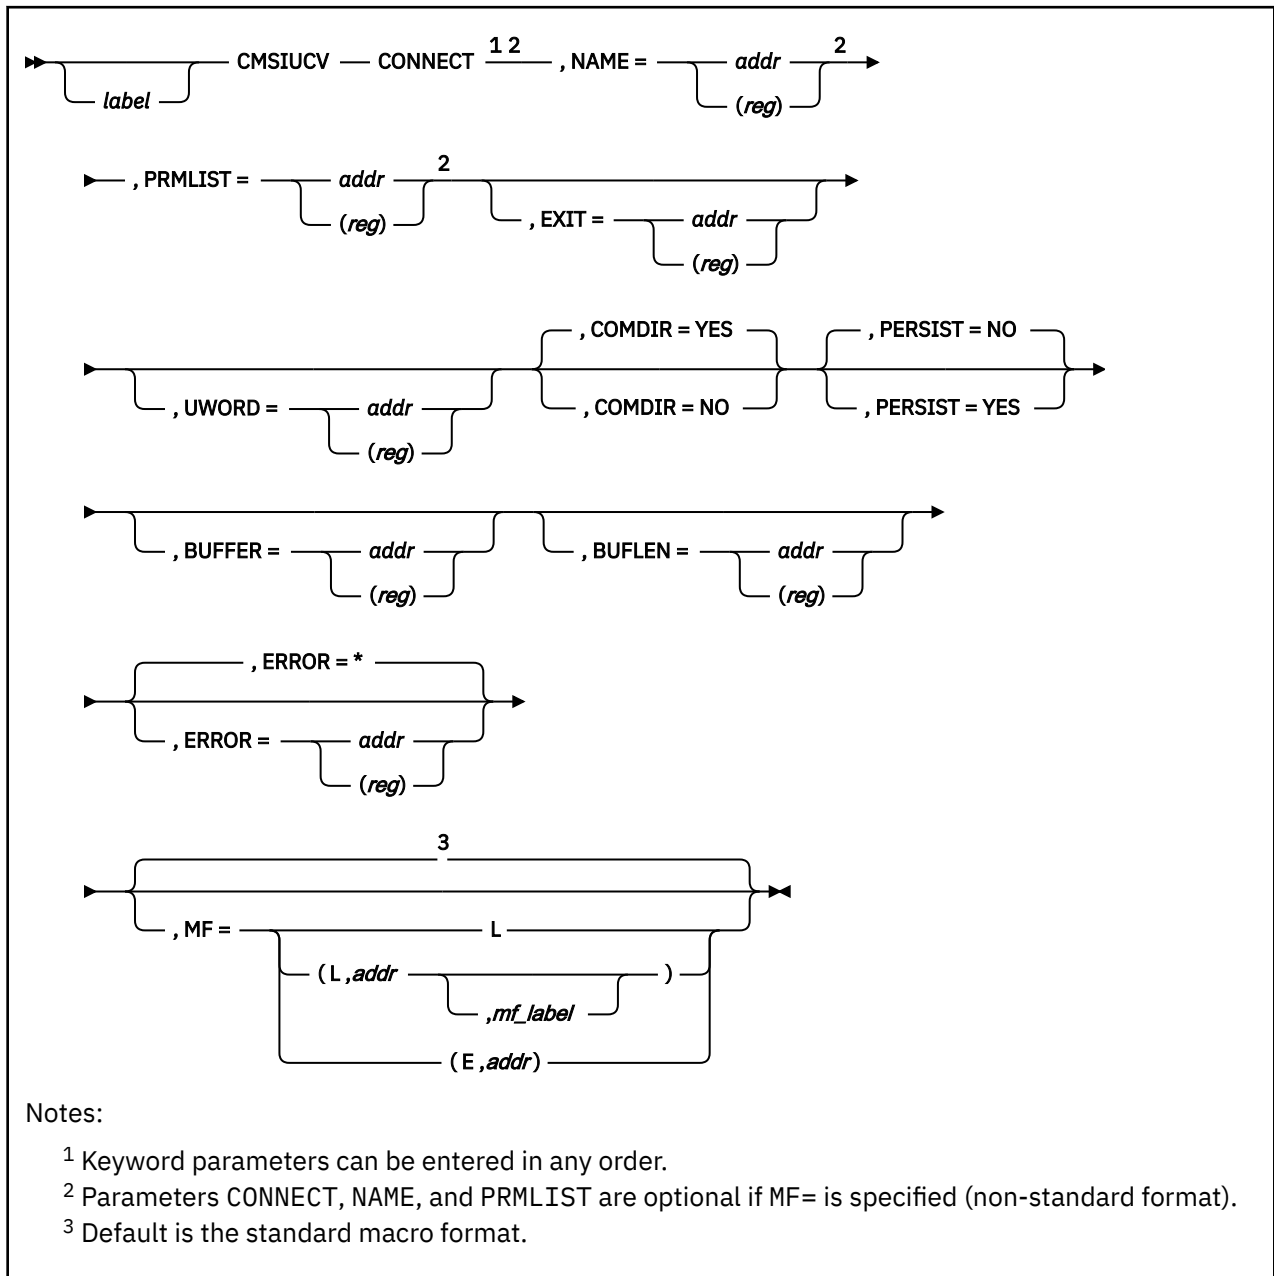 CMSIUCV CONNECT 1 2 , NAME = addr 2
label (reg)
, PRMLIST = addr 2
(reg) , EXIT = addr
(reg)
, COMDIR = YES , PERSIST = NO
, UWORD = addr , COMDIR = NO , PERSIST = YES
(reg)
, BUFFER = addr , BUFLEN = addr
(reg) (reg)
, ERROR = *
, ERROR = addr
(reg)
3
, MF = L
( L ,addr )
,mf_label
( E ,addr )
Notes:
1 Keyword parameters can be entered in any order.
2 Parameters CONNECT, NAME, and PRMLIST are optional if MF= is specified (non-standard format).
3 Default is the standard macro format.